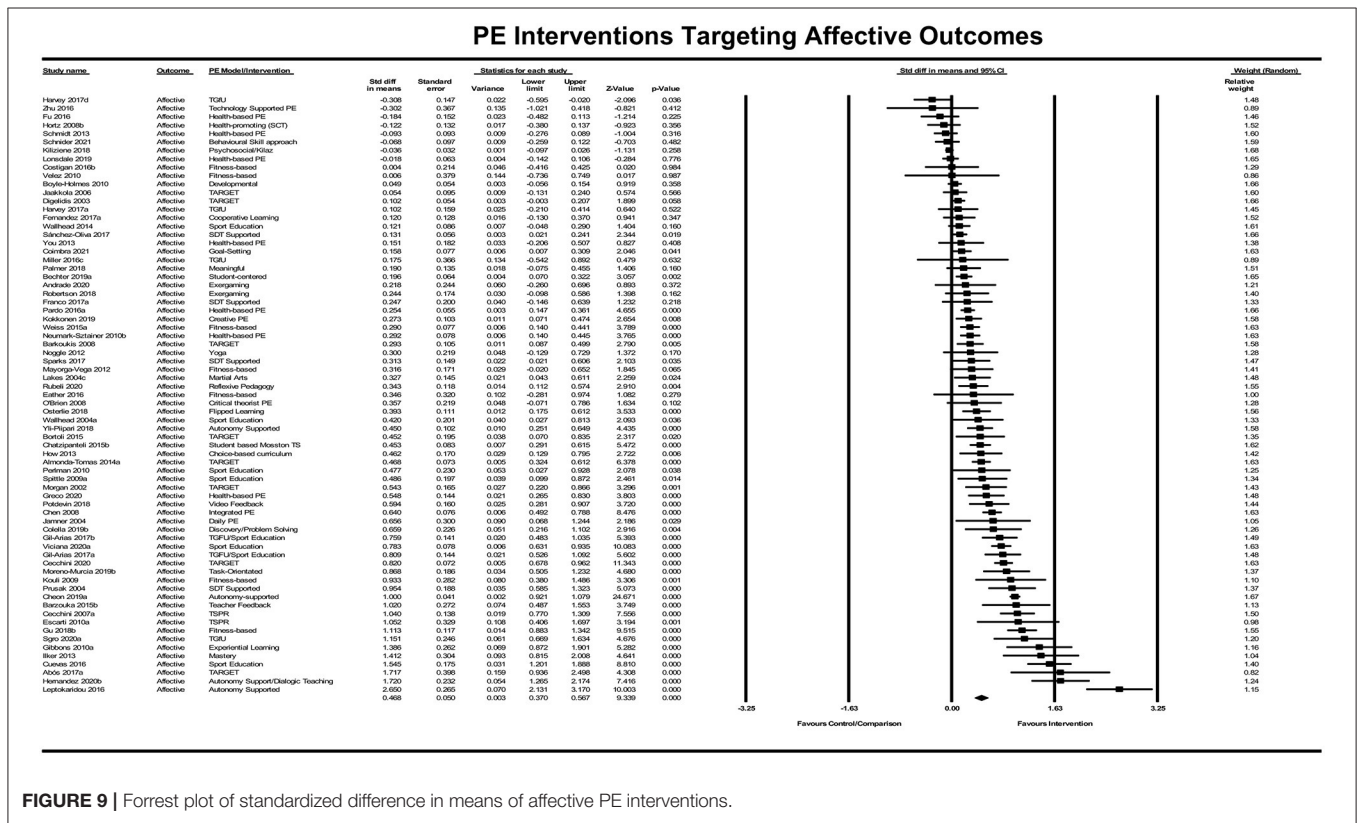 PE Interventions Targeting Affective Outcomes
Study name Outcome PE Model/Intervention Statistics for each study Std diff in means and 95% CI Weight (Random)
Std diff in means Standard error Variance Lower limit Upper limit Z-Value p-Value Relative weight
Harvey 2017d Affective TGfU -0.308 0.147 0.022 -0.595 -0.020 -2.096 0.036 1.48
Zhu 2016 Affective Technology Supported PE -0.302 0.367 0.135 -1.021 0.418 -0.821 0.412 0.89
Fu 2016 Affective Health-based PE -0.184 0.152 0.023 -0.482 0.113 -1.214 0.225 1.46
Hortz 2008b Affective Health-promoting (SCT) -0.122 0.132 0.017 -0.380 0.137 -0.923 0.356 1.52
Schmidt 2013 Affective Health-based PE -0.093 0.093 0.009 -0.276 0.089 -1.004 0.316 1.60
Schnider 2021 Affective Behavioural Skill approach -0.068 0.097 0.009 -0.259 0.122 -0.703 0.482 1.59
Kiliziene 2018 Affective Psychosocial/Kilaz -0.036 0.032 0.001 -0.097 0.026 -1.131 0.258 1.68
Lonsdale 2019 Affective Health-based PE -0.018 0.063 0.004 -0.142 0.106 -0.284 0.776 1.65
Costigan 2016b Affective Fitness-based 0.004 0.214 0.046 -0.416 0.425 0.020 0.984 1.29
Velez 2010 Affective Fitness-based 0.006 0.379 0.144 -0.736 0.749 0.017 0.987 0.86
Boyle-Holmes 2010 Affective Developmental 0.049 0.054 0.003 -0.056 0.154 0.919 0.358 1.66
Jaakkola 2006 Affective TARGET 0.054 0.095 0.009 -0.131 0.240 0.574 0.566 1.60
Digelidis 2003 Affective TARGET 0.102 0.054 0.003 -0.003 0.207 1.899 0.058 1.66
Harvey 2017a Affective TGfU 0.102 0.159 0.025 -0.210 0.414 0.640 0.522 1.45
Fernandez 2017a Affective Cooperative Learning 0.120 0.128 0.016 -0.130 0.370 0.941 0.347 1.52
Wallhead 2014 Affective Sport Education 0.121 0.086 0.007 -0.048 0.290 1.404 0.160 1.61
Sánchez-Oliva 2017 Affective SDT Supported 0.131 0.056 0.003 0.021 0.241 2.344 0.019 1.66
You 2013 Affective Health-based PE 0.151 0.182 0.033 -0.206 0.507 0.827 0.408 1.38
Coimbra 2021 Affective Goal-Setting 0.158 0.077 0.006 0.007 0.309 2.046 0.041 1.63
Miller 2016c Affective TGfU 0.175 0.366 0.134 -0.542 0.892 0.479 0.632 0.89
Palmer 2018 Affective Meaningful 0.190 0.135 0.018 -0.075 0.455 1.406 0.160 1.51
Bechter 2019a Affective Student-centered 0.196 0.064 0.004 0.070 0.322 3.057 0.002 1.65
Andrade 2020 Affective Exergaming 0.218 0.244 0.060 -0.260 0.696 0.893 0.372 1.21
Robertson 2018 Affective Exergaming 0.244 0.174 0.030 -0.098 0.586 1.398 0.162 1.40
Franco 2017a Affective SDT Supported 0.247 0.200 0.040 -0.146 0.639 1.232 0.218 1.33
Pardo 2016a Affective Health-based PE 0.254 0.055 0.003 0.147 0.361 4.655 0.000 1.66
Kokkonen 2019 Affective Creative PE 0.273 0.103 0.011 0.071 0.474 2.654 0.008 1.58
Weiss 2015a Affective Fitness-based 0.290 0.077 0.006 0.140 0.441 3.789 0.000 1.63
Neumark-Sztainer 2010b Affective Health-based PE 0.292 0.078 0.006 0.140 0.445 3.765 0.000 1.63
Barkoukis 2008 Affective TARGET 0.293 0.105 0.011 0.087 0.499 2.790 0.005 1.58
Noggle 2012 Affective Yoga 0.300 0.219 0.048 -0.129 0.729 1.372 0.170 1.28
Sparks 2017 Affective SDT Supported 0.313 0.149 0.022 0.021 0.606 2.103 0.035 1.47
Mayorga-Vega 2012 Affective Fitness-based 0.316 0.171 0.029 -0.020 0.652 1.845 0.065 1.41
Lakes 2004c Affective Martial Arts 0.327 0.145 0.021 0.043 0.611 2.259 0.024 1.48
Rubeli 2020 Affective Reflexive Pedagogy 0.343 0.118 0.014 0.112 0.574 2.910 0.004 1.55
Eather 2016 Affective Fitness-based 0.346 0.320 0.102 -0.281 0.974 1.082 0.279 1.00
O'Brien 2008 Affective Critical theorist PE 0.357 0.219 0.048 -0.071 0.786 1.634 0.102 1.28
Osterlie 2018 Affective Flipped Learning 0.393 0.111 0.012 0.175 0.612 3.533 0.000 1.56
Wallhead 2004a Affective Sport Education 0.420 0.201 0.040 0.027 0.813 2.093 0.036 1.33
Yli-Piipari 2018 Affective Autonomy Supported 0.450 0.102 0.010 0.251 0.649 4.435 0.000 1.58
Bortoli 2015 Affective TARGET 0.452 0.195 0.038 0.070 0.835 2.317 0.020 1.35
Chatzipanteli 2015b Affective Student based Mosston TS 0.453 0.083 0.007 0.291 0.615 5.472 0.000 1.62
How 2013 Affective Choice-based curriculum 0.462 0.170 0.029 0.129 0.795 2.722 0.006 1.42
Almonda-Tomas 2014a Affective TARGET 0.468 0.073 0.005 0.324 0.612 6.378 0.000 1.63
Perlman 2010 Affective Sport Education 0.477 0.230 0.053 0.027 0.928 2.078 0.038 1.25
Spittle 2009a Affective Sport Education 0.486 0.197 0.039 0.099 0.872 2.461 0.014 1.34
Morgan 2002 Affective TARGET 0.543 0.165 0.027 0.220 0.866 3.296 0.001 1.43
Greco 2020 Affective Health-based PE 0.548 0.144 0.021 0.265 0.830 3.803 0.000 1.48
Potdevin 2018 Affective Video Feedback 0.594 0.160 0.025 0.281 0.907 3.720 0.000 1.44
Chen 2008 Affective Integrated PE 0.640 0.076 0.006 0.492 0.788 8.476 0.000 1.63
Jamner 2004 Affective Daily PE 0.656 0.300 0.090 0.068 1.244 2.186 0.029 1.05
Colella 2019b Affective Discovery/Problem Solving 0.659 0.226 0.051 0.216 1.102 2.916 0.004 1.26
Gil-Arias 2017b Affective TGFU/Sport Education 0.759 0.141 0.020 0.483 1.035 5.393 0.000 1.49
Viciana 2020a Affective Sport Education 0.783 0.078 0.006 0.631 0.935 10.083 0.000 1.63
Gil-Arias 2017a Affective TGFU/Sport Education 0.809 0.144 0.021 0.526 1.092 5.602 0.000 1.48
Cecchini 2020 Affective TARGET 0.820 0.072 0.005 0.678 0.962 11.343 0.000 1.63
Moreno-Murcia 2019b Affective Task-Orientated 0.868 0.186 0.034 0.505 1.232 4.680 0.000 1.37
Kouli 2009 Affective Fitness-based 0.933 0.282 0.080 0.380 1.486 3.306 0.001 1.10
Prusak 2004 Affective SDT Supported 0.954 0.188 0.035 0.585 1.323 5.073 0.000 1.37
Cheon 2019a Affective Autonomy-supported 1.000 0.041 0.002 0.921 1.079 24.671 0.000 1.67
Barzouka 2015b Affective Teacher Feedback 1.020 0.272 0.074 0.487 1.553 3.749 0.000 1.13
Cecchini 2007a Affective TSPR 1.040 0.138 0.019 0.770 1.309 7.556 0.000 1.50
Escarti 2010a Affective TSPR 1.052 0.329 0.108 0.406 1.697 3.194 0.001 0.98
Gu 2018b Affective Fitness-based 1.113 0.117 0.014 0.883 1.342 9.515 0.000 1.55
Sgro 2020a Affective TGfU 1.151 0.246 0.061 0.669 1.634 4.676 0.000 1.20
Gibbons 2010a Affective Experiential Learning 1.386 0.262 0.069 0.872 1.901 5.282 0.000 1.16
Ilker 2013 Affective Mastery 1.412 0.304 0.093 0.815 2.008 4.641 0.000 1.04
Cuevas 2016 Affective Sport Education 1.545 0.175 0.031 1.201 1.888 8.810 0.000 1.40
Abós 2017a Affective TARGET 1.717 0.398 0.159 0.936 2.498 4.308 0.000 0.82
Hernandez 2020b Affective Autonomy Support/Dialogic Teaching 1.720 0.232 0.054 1.265 2.174 7.416 0.000 1.24
Leptokaridou 2016 Affective Autonomy Supported 2.650 0.265 0.070 2.131 3.170 10.003 0.000 1.15
0.468 0.050 0.003 0.370 0.567 9.339 0.000
-3.25 -1.63 0.00 1.63 3.25
Favours Control/Comparison Favours Intervention
FIGURE 9 | Forrest plot of standardized difference in means of affective PE interventions.